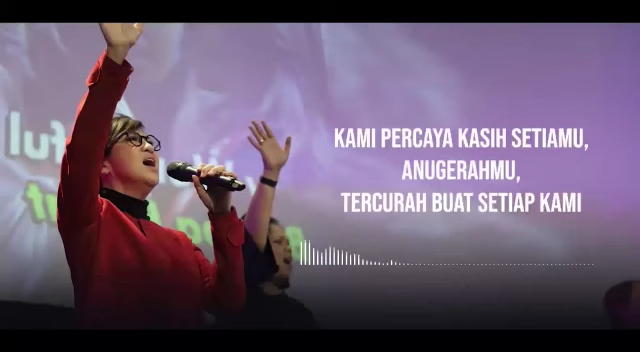 KAMI PERCAYA KASIH SETIAMU,
ANUGERAHMU,
TERCURAH BUAT SETIAP KAMI